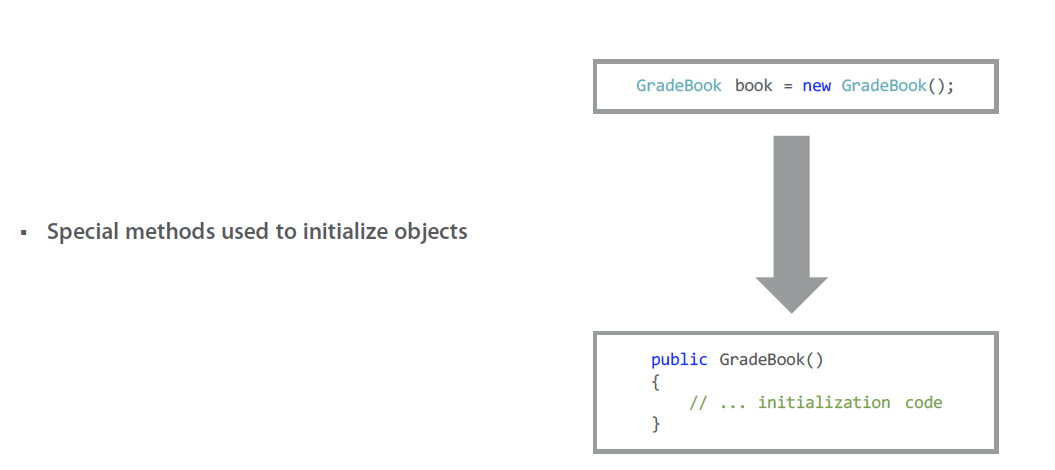 GradeBook book = new GradeBook();
▪ Special methods used to initialize objects
public GradeBook()
{
// ... initialization code
}